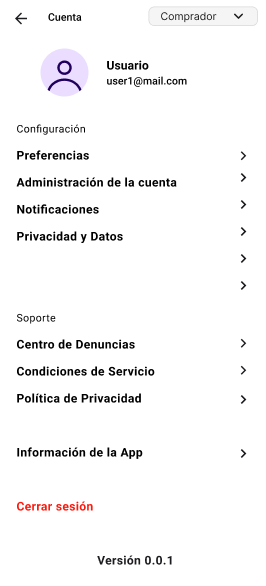 Cuenta
Comprador
Usuario
user1@mail.com
Configuración
Preferencias
Administración de la cuenta
Notificaciones
Privacidad y Datos
Soporte
Centro de Denuncias
Condiciones de Servicio
Política de Privacidad
Información de la App
Cerrar sesión
Versión 0.0.1